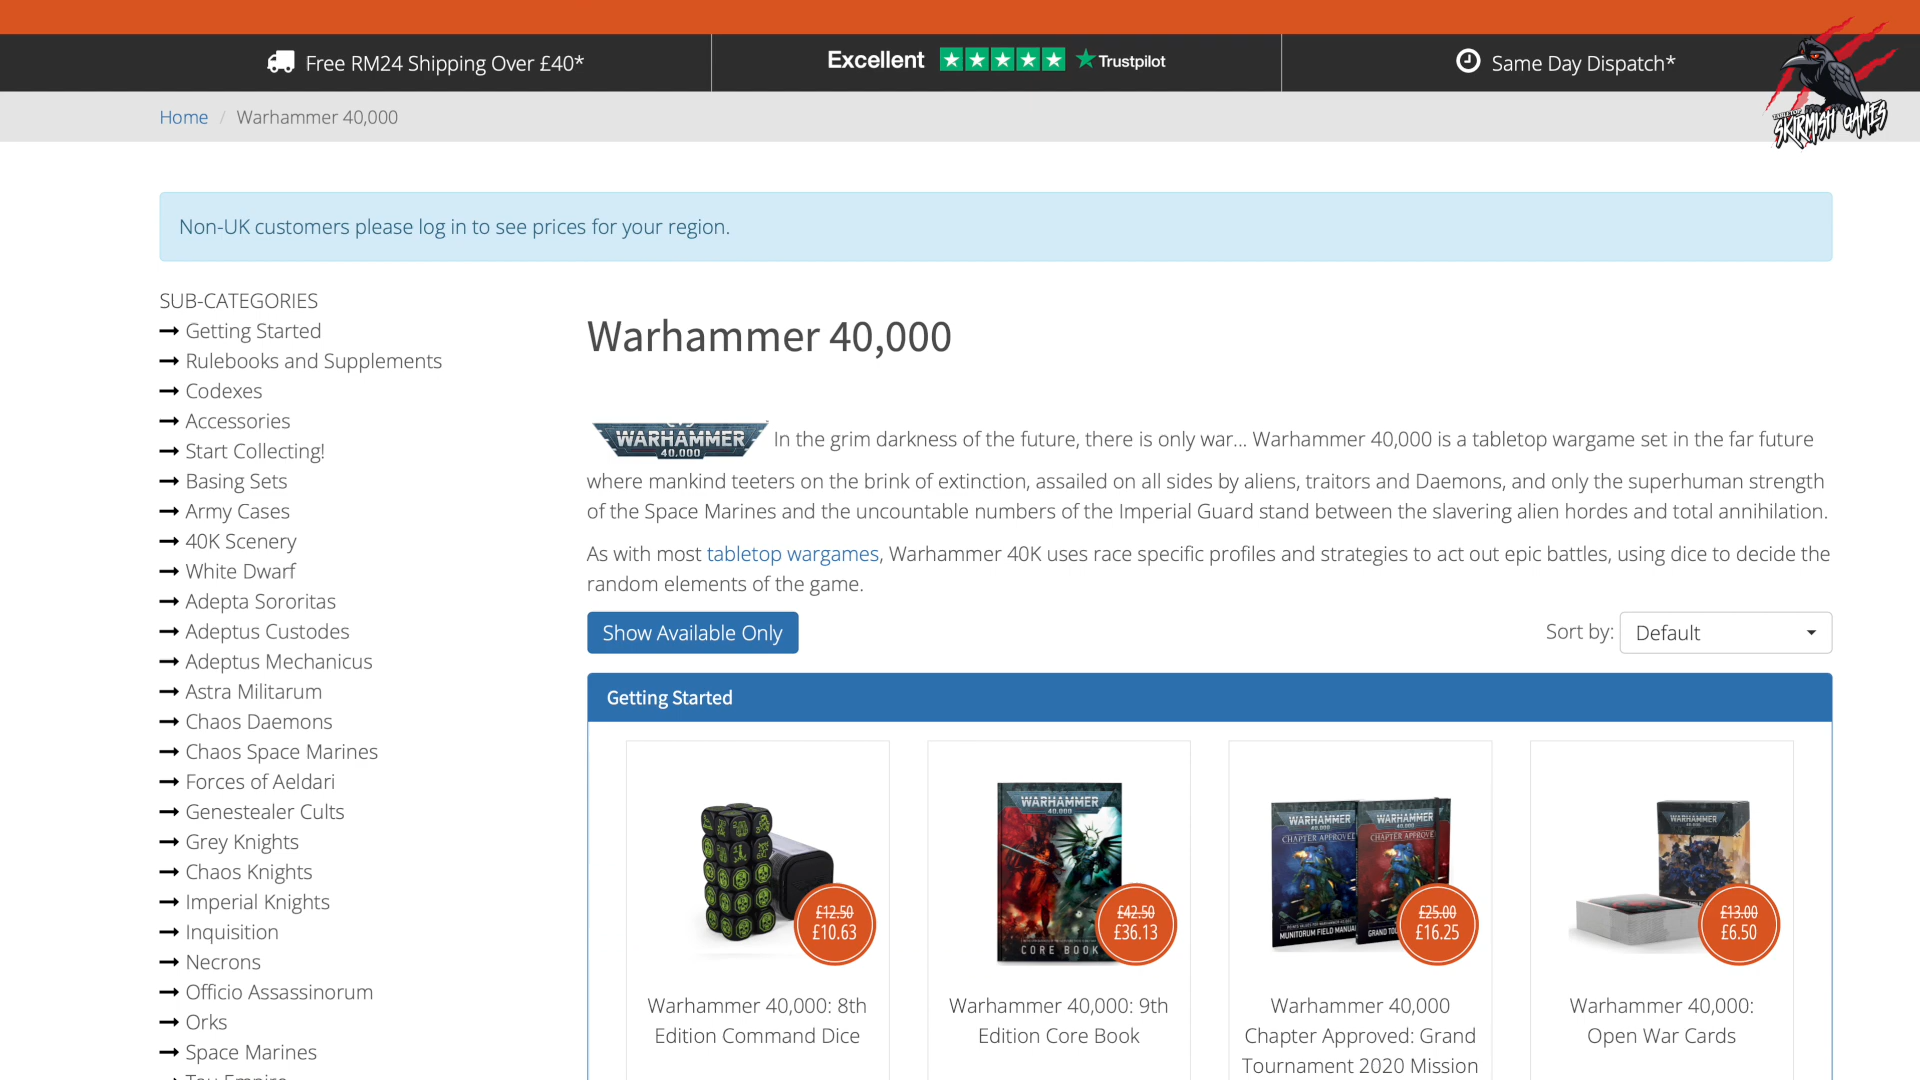 Free RM24 Shipping Over £40*
Excellent
Trustpilot
Same Day Dispatch*
SKIRMISH GAMES
Home / Warhammer 40,000
Non-UK customers please log in to see prices for your region.
SUB-CATEGORIES
Getting Started
Rulebooks and Supplements
Codexes
Accessories
Start Collecting!
Basing Sets
Army Cases
40K Scenery
White Dwarf
Adepta Sororitas
Adeptus Custodes
Adeptus Mechanicus
Astra Militarum
Chaos Daemons
Chaos Space Marines
Forces of Aeldari
Genestealer Cults
Grey Knights
Chaos Knights
Imperial Knights
Inquisition
Necrons
Officio Assassinorum
Orks
Space Marines
Warhammer 40,000
WARHAMMER
40,000
In the grim darkness of the future, there is only war... Warhammer 40,000 is a tabletop wargame set in the far future
where mankind teeters on the brink of extinction, assailed on all sides by aliens, traitors and Daemons, and only the superhuman strength
of the Space Marines and the uncountable numbers of the Imperial Guard stand between the slavering alien hordes and total annihilation.
As with most tabletop wargames, Warhammer 40K uses race specific profiles and strategies to act out epic battles, using dice to decide the
random elements of the game.
Show Available Only
Sort by: Default
Getting Started
£12.50
£10.63
Warhammer 40,000: 8th
Edition Command Dice
WARHAMMER
40,000
CORE BOOK
£42.50
£36.13
Warhammer 40,000: 9th
Edition Core Book
WARHAMMER
CHAPTER APPROVED
MUNITORUM FIELD MANUAL
WARHAMMER
CHAPTER APPROVED
GRAND
£25.00
£16.25
Warhammer 40,000
Chapter Approved: Grand
Tournament 2020 Mission
WARHAMMER
£13.00
£6.50
Warhammer 40,000:
Open War Cards